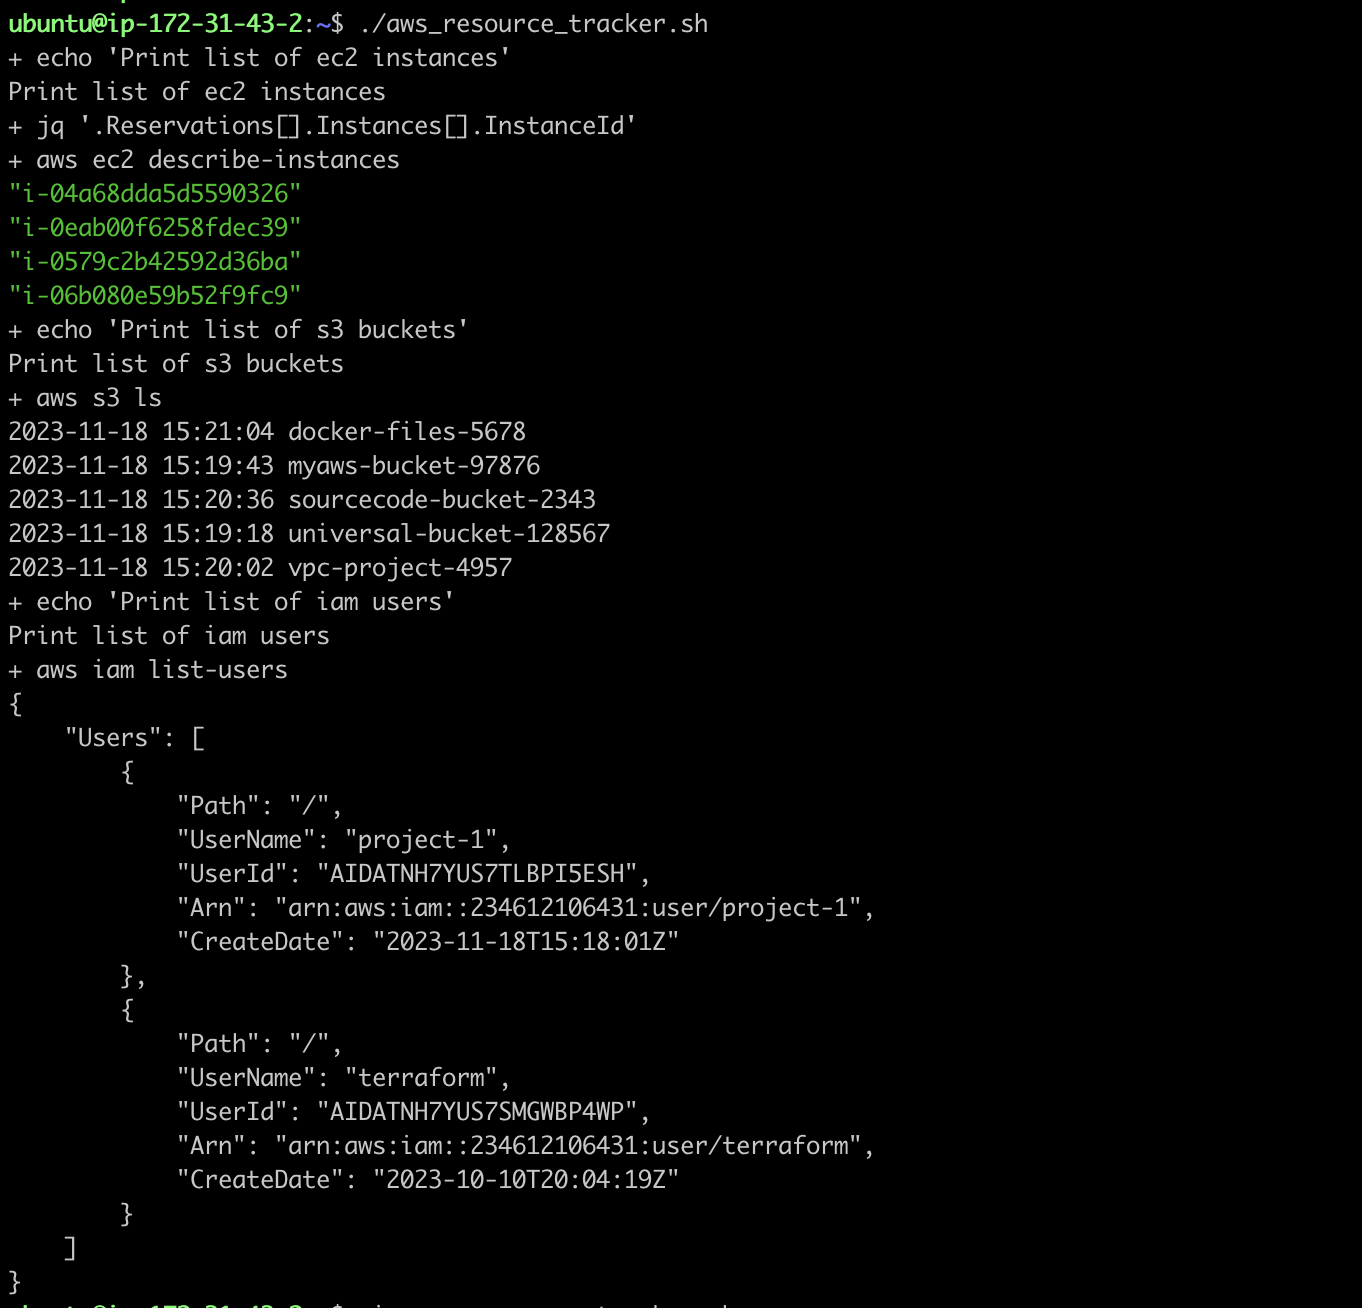 ubuntu@ip-172-31-43-2:~$ ./aws_resource_tracker.sh
+ echo 'Print list of ec2 instances'
Print list of ec2 instances
+ jq '.Reservations[].Instances[].InstanceId'
+ aws ec2 describe-instances
"i-04a68dda5d5590326"
"i-0eab00f6258fdec39"
"i-0579c2b42592d36ba"
"i-06b080e59b52f9fc9"
+ echo 'Print list of s3 buckets'
Print list of s3 buckets
+ aws s3 ls
2023-11-18 15:21:04 docker-files-5678
2023-11-18 15:19:43 myaws-bucket-97876
2023-11-18 15:20:36 sourcecode-bucket-2343
2023-11-18 15:19:18 universal-bucket-128567
2023-11-18 15:20:02 vpc-project-4957
+ echo 'Print list of iam users'
Print list of iam users
+ aws iam list-users
{
    "Users": [
        {
            "Path": "/",
            "UserName": "project-1",
            "UserId": "AIDATNH7YUS7TLBPI5ESH",
            "Arn": "arn:aws:iam::234612106431:user/project-1",
            "CreateDate": "2023-11-18T15:18:01Z"
        },
        {
            "Path": "/",
            "UserName": "terraform",
            "UserId": "AIDATNH7YUS7SMGWBP4WP",
            "Arn": "arn:aws:iam::234612106431:user/terraform",
            "CreateDate": "2023-10-10T20:04:19Z"
        }
    ]
}